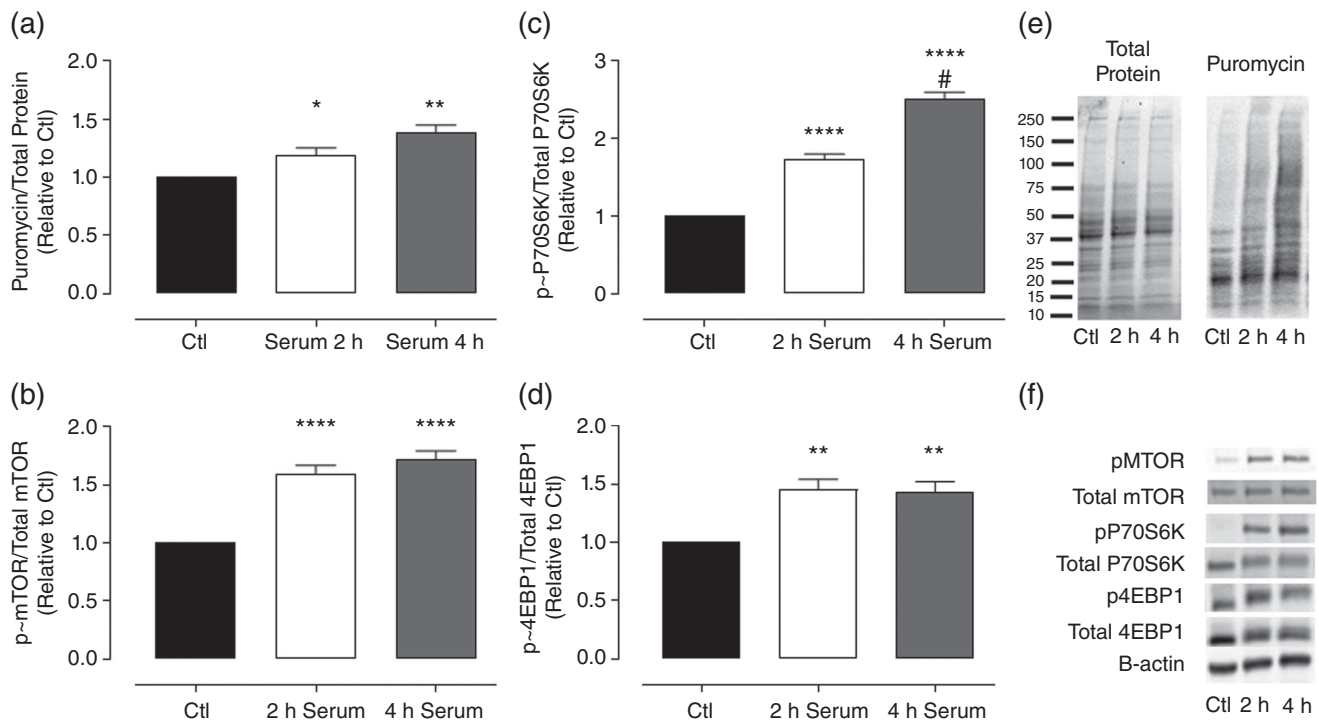 (a)
Puromycin/Total Protein
(Relative to Ctl)
2.0
1.5
1.0
0.5
0.0
*
**
Ctl
Serum 2 h
Serum 4 h
(c)
p~P70S6K/Total P70S6K
(Relative to Ctl)
3
2
1
0
****
****
#
Ctl
2 h Serum
4 h Serum
(e)
Total
Protein
Puromycin
250
150
100
75
50
37
25
20
15
10
Ctl 2 h 4 h
Ctl 2 h 4 h
(b)
p~mTOR/Total mTOR
(Relative to Ctl)
2.0
1.5
1.0
0.5
0.0
****
****
Ctl
2 h Serum
4 h Serum
(d)
p~4EBP1/Total 4EBP1
(Relative to Ctl)
2.0
1.5
1.0
0.5
0.0
**
**
Ctl
2 h Serum
4 h Serum
(f)
pMTOR
Total mTOR
pP70S6K
Total P70S6K
p4EBP1
Total 4EBP1
B-actin
Ctl 2 h 4 h